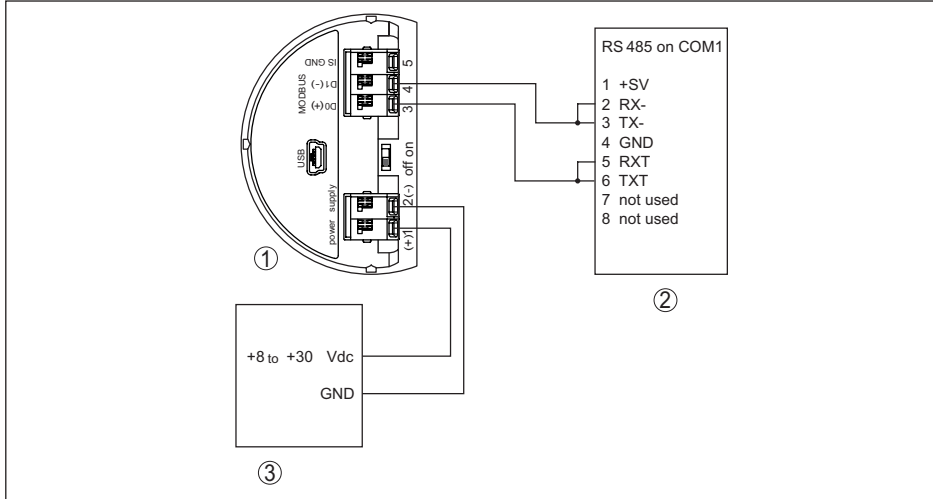 IS GND
D1(-)
D0(+)
MODBUS
USB
power supply
5
4
3
off on
2(-)
(+)1
1
RS 485 on COM1
1 +SV
2 RX-
3 TX-
4 GND
5 RXT
6 TXT
7 not used
8 not used
2
+8 to +30 Vdc
GND
3